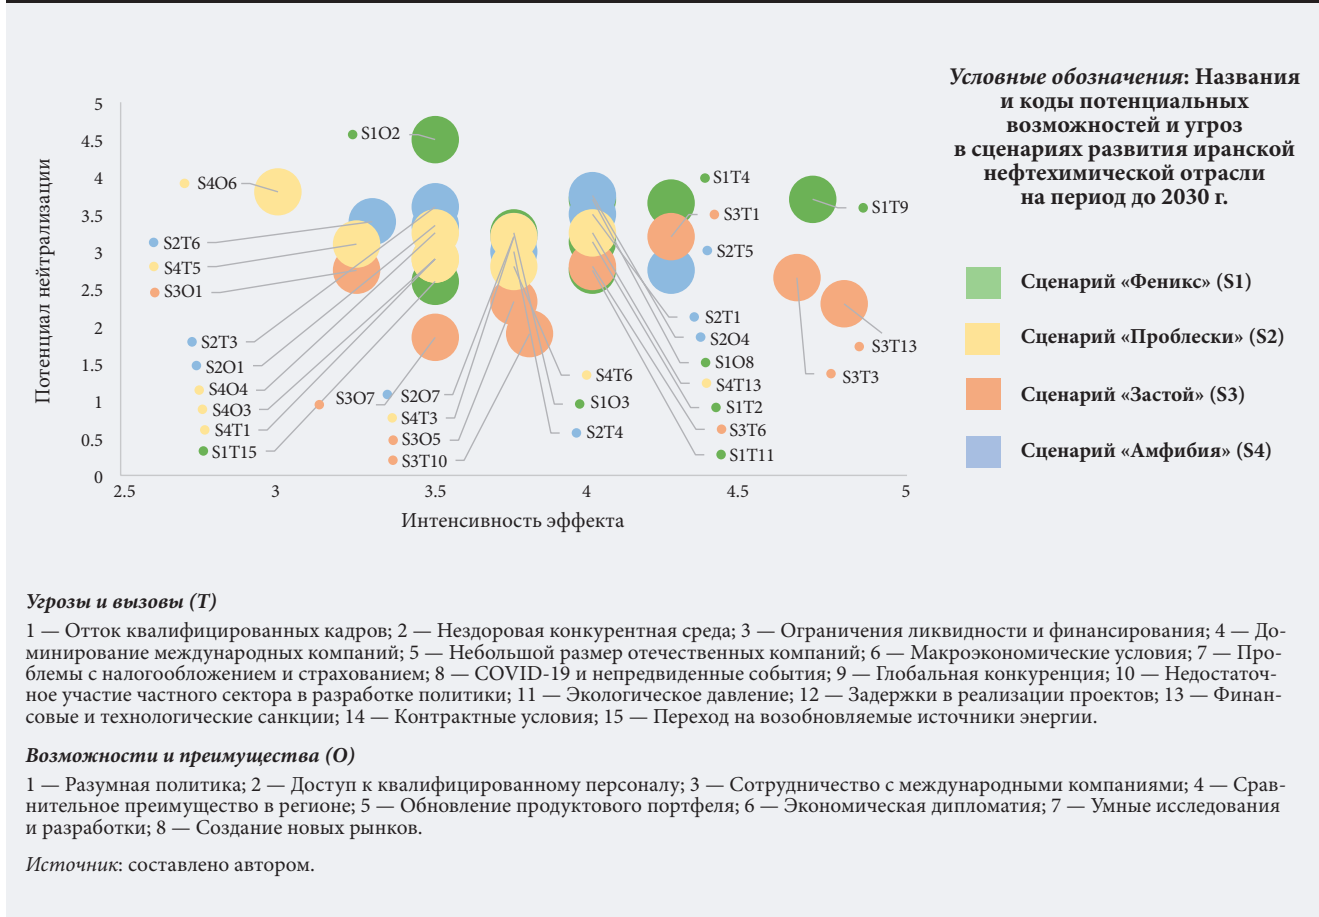 Условные обозначения: Названия
и коды потенциальных
возможностей и угроз
в сценариях развития иранской
нефтехимической отрасли
на период до 2030 г.
Сценарий «Феникс» (S1)
Сценарий «Проблески» (S2)
Сценарий «Застой» (S3)
Сценарий «Амфибия» (S4)
Потенциал нейтрализации
5
4.5
4
3.5
3
2.5
2
1.5
1
0.5
0
2.5
3
3.5
4
4.5
5
Интенсивность эффекта
S1O2
S4O6
S2T6
S4T5
S3O1
S2T3
S2O1
S4O4
S4O3
S4T1
S1T15
S3O7
S2O7
S4T3
S3O5
S3T10
S4T6
S1O3
S2T4
S1T4
S3T1
S2T5
S1T9
S2T1
S2O4
S1O8
S4T13
S1T2
S3T6
S1T11
S3T13
S3T3
Угрозы и вызовы (T)
1 — Отток квалифицированных кадров; 2 — Нездоровая конкурентная среда; 3 — Ограничения ликвидности и финансирования; 4 — До-
минирование международных компаний; 5 — Небольшой размер отечественных компаний; 6 — Макроэкономические условия; 7 — Про-
блемы с налогообложением и страхованием; 8 — COVID-19 и непредвиденные события; 9 — Глобальная конкуренция; 10 — Недостаточ-
ное участие частного сектора в разработке политики; 11 — Экологическое давление; 12 — Задержки в реализации проектов; 13 — Финан-
совые и технологические санкции; 14 — Контрактные условия; 15 — Переход на возобновляемые источники энергии.
Возможности и преимущества (O)
1 — Разумная политика; 2 — Доступ к квалифицированному персоналу; 3 — Сотрудничество с международными компаниями; 4 — Срав-
нительное преимущество в регионе; 5 — Обновление продуктового портфеля; 6 — Экономическая дипломатия; 7 — Умные исследования
и разработки; 8 — Создание новых рынков.
Источник: составлено автором.